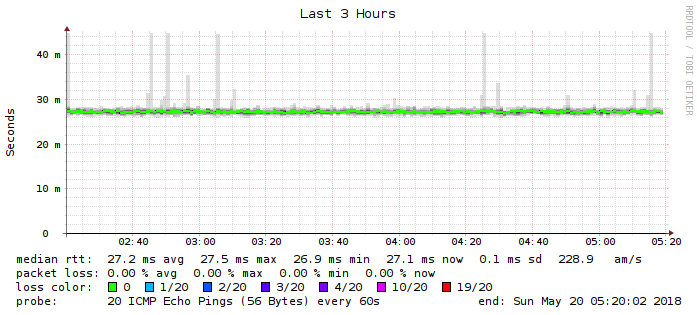 Last 3 Hours
RRDTOOL / TOBI OETIKER
Seconds
40 m
30 m
20 m
10 m
0
02:40 03:00 03:20 03:40 04:00 04:20 04:40 05:00 05:20
median rtt: 27.2 ms avg 27.5 ms max 26.9 ms min 27.1 ms now 0.1 ms sd 228.9 am/s
packet loss: 0.00 % avg 0.00 % max 0.00 % min 0.00 % now
loss color: 0 1/20 2/20 3/20 4/20 10/20 19/20
probe: 20 ICMP Echo Pings (56 Bytes) every 60s end: Sun May 20 05:20:02 2018